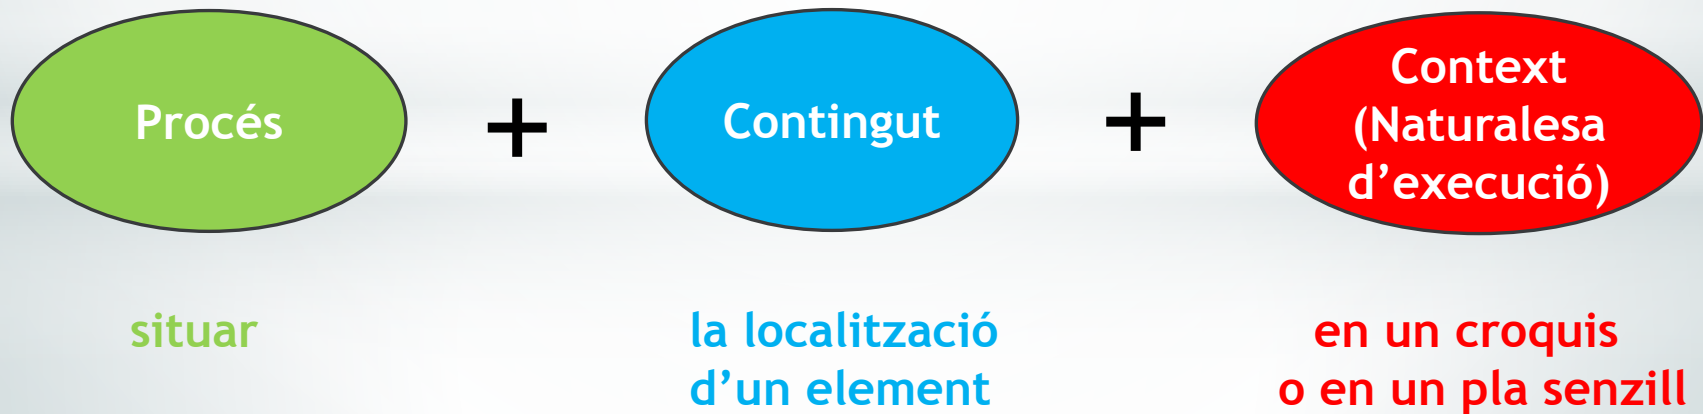 Procés
+
Contingut
+
Context
(Naturalesa
d’execució)
situar
la localització
d’un element
en un croquis
o en un pla senzill